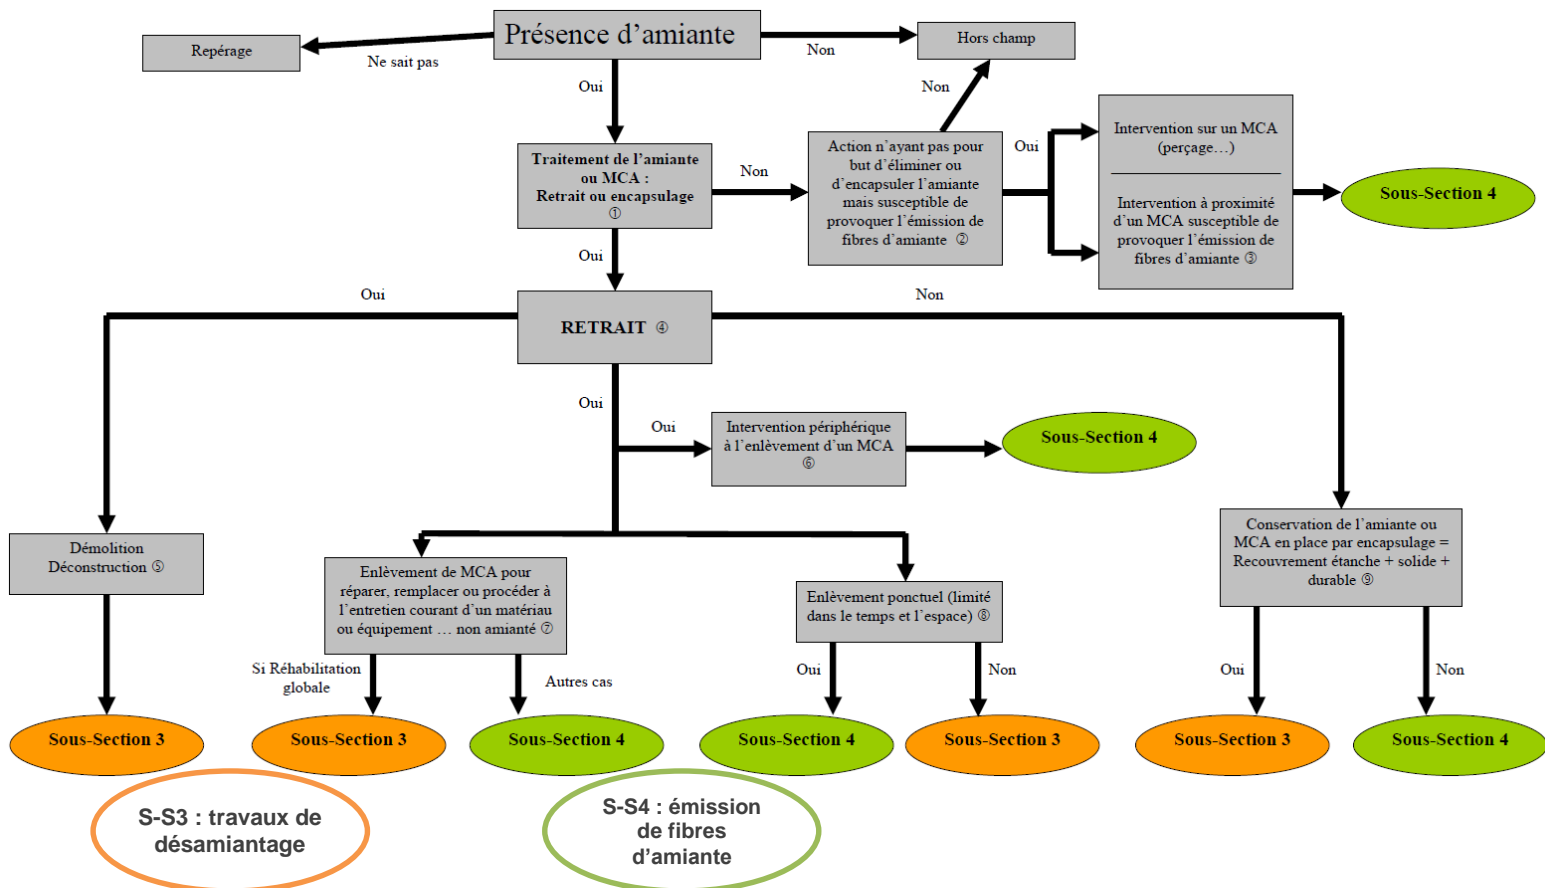 Présence d’amiante
Repérage
Ne sait pas
Non
Hors champ
Oui
Non
Traitement de l’amiante
ou MCA :
Retrait ou encapsulage
①
Non
Action n’ayant pas pour
but d’éliminer ou
d’encapsuler l’amiante
mais susceptible de
provoquer l’émission de
fibres d’amiante ②
Oui
Intervention sur un MCA
(perçage…)
Intervention à proximité
d’un MCA susceptible de
provoquer l’émission de
fibres d’amiante ③
Sous-Section 4
Oui
Oui
RETRAIT ④
Non
Oui
Oui
Intervention périphérique
à l’enlèvement d’un MCA
⑥
Sous-Section 4
Démolition
Déconstruction ⑤
Enlèvement de MCA pour
réparer, remplacer ou procéder à
l’entretien courant d’un matériau
ou équipement … non amianté ⑦
Enlèvement ponctuel (limité
dans le temps et l’espace) ⑧
Conservation de l’amiante ou
MCA en place par encapsulage =
Recouvrement étanche + solide +
durable ⑨
Si Réhabilitation
globale
Autres cas
Oui
Non
Oui
Non
Sous-Section 3
Sous-Section 3
Sous-Section 4
Sous-Section 4
Sous-Section 3
Sous-Section 3
Sous-Section 4
S-S3 : travaux de
désamiantage
S-S4 : émission
de fibres
d’amiante